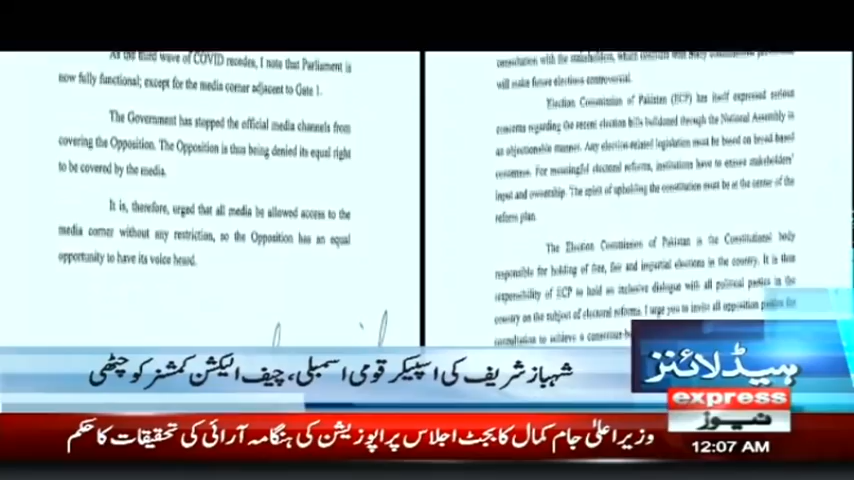 As the third wave of COVID recedes, I note that Parliament is
now fully functional; except for the media corner adjacent to Gate 1.
The Government has stopped the official media channels from
covering the Opposition. The Opposition is thus being denied its equal right
to be covered by the media.
It is, therefore, urged that all media be allowed access to the
media corner without any restriction, so the Opposition has an equal
opportunity to have its voice heard.
consultation with the stakeholders, which
will make future elections controversial.
Election Commission of Pakistan (ECP) has itself expressed serious
concerns regarding the recent election bills bulldozed through the National Assembly in
an objectionable manner. Any election-related legislation must be based on broad-based
consensus. For meaningful electoral reforms, institutions have to ensure stakeholders'
input and ownership. The spirit of upholding the constitution must be at the center of the
reform plan.
The Election Commission of Pakistan is the Constitutional body
responsible for holding of free, fair and impartial elections in the country. It is thus
responsibility of ECP to hold an inclusive dialogue with all political parties in the
country on the subject of electoral reforms. I urge you to invite all opposition parties for
consultation to achieve a
شہباز شریف کی اسپیکر قومی اسمبلی، چیف الیکشن کمشنر کو چٹھی
ہیڈلائنز
express
نیوز
12:07 AM
وزیراعلیٰ جام کمال کا بجٹ اجلاس پر اپوزیشن کی ہنگامہ آرائی کی تحقیقات کا حکم